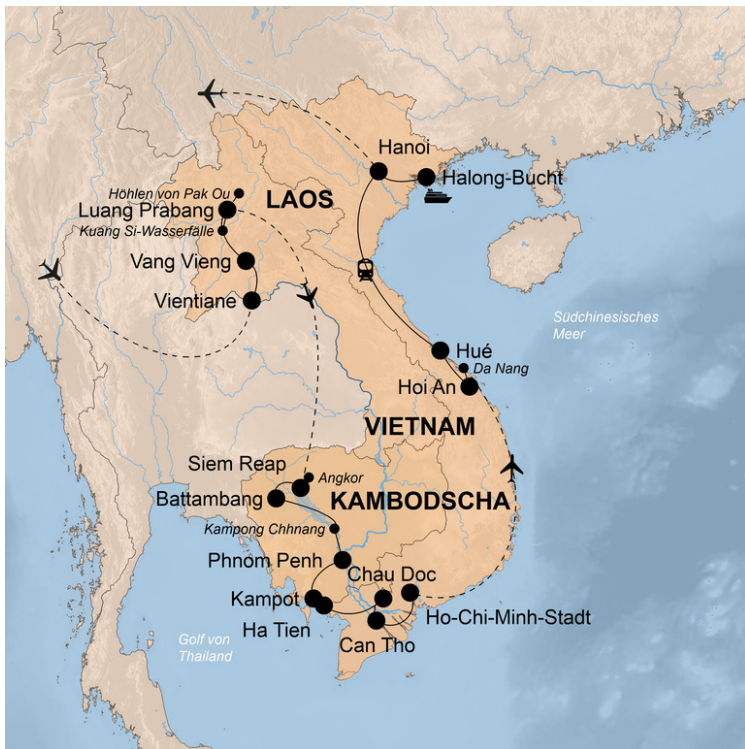 Hanoi
Halong-Bucht
Höhlen von Pak Ou
LAOS
Luang Prabang
Kuang Si-Wasserfälle
Vang Vieng
Vientiane
Südchinesisches
Meer
Hué
Da Nang
Hoi An
VIETNAM
Siem Reap
Angkor
Battambang
KAMBODSCHA
Kampong Chhnang
Phnom Penh
Chau Doc
Kampot
Ho-Chi-Minh-Stadt
Ha Tien
Can Tho
Golf von
Thailand